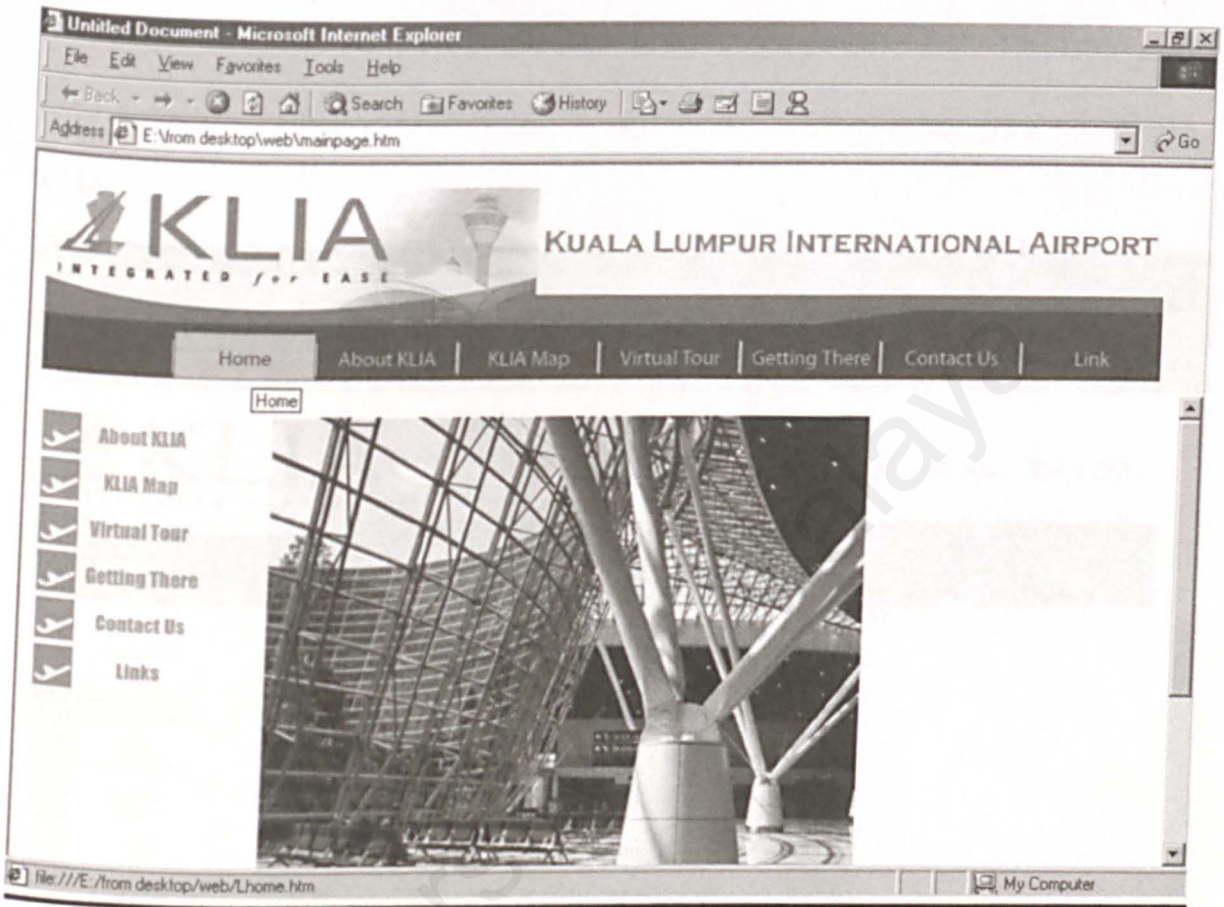 Untitled Document - Microsoft Internet Explorer
File Edit View Favorites Tools Help
Back Search Favorites History
Address E:\from desktop\web\mainpage.htm Go
KLIA
INTEGRATED for EASE
KUALA LUMPUR INTERNATIONAL AIRPORT
Home About KLIA KLIA Map Virtual Tour Getting There Contact Us Link
Home
About KLIA
KLIA Map
Virtual Tour
Getting There
Contact Us
Links
file:///E:/from desktop/web/Lhome.htm My Computer